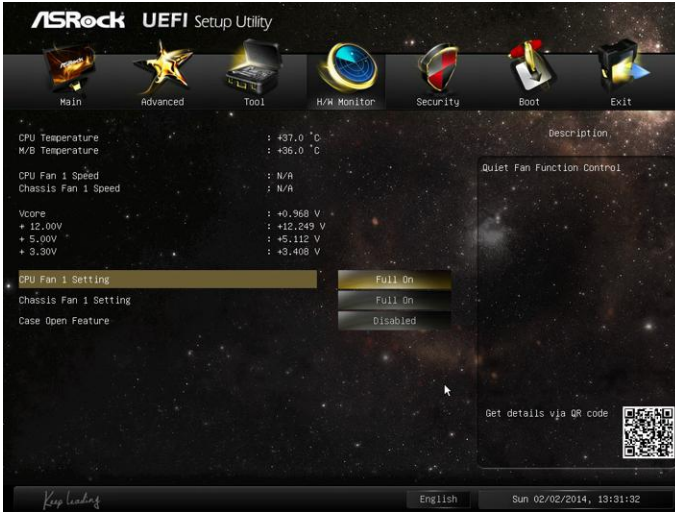 ASRock UEFI Setup Utility
Main Advanced Tool H/W Monitor Security Boot Exit
Description
CPU Temperature : +37.0 °C
M/B Temperature : +36.0 °C
Quiet Fan Function Control
CPU Fan 1 Speed : N/A
Chassis Fan 1 Speed : N/A
Vcore : +0.968 V
+ 12.00V : +12.249 V
+ 5.00V : +5.112 V
+ 3.30V : +3.408 V
CPU Fan 1 Setting Full On
Chassis Fan 1 Setting Full On
Case Open Feature Disabled
Get details via QR code
Keep Leading
English Sun 02/02/2014, 13:31:32